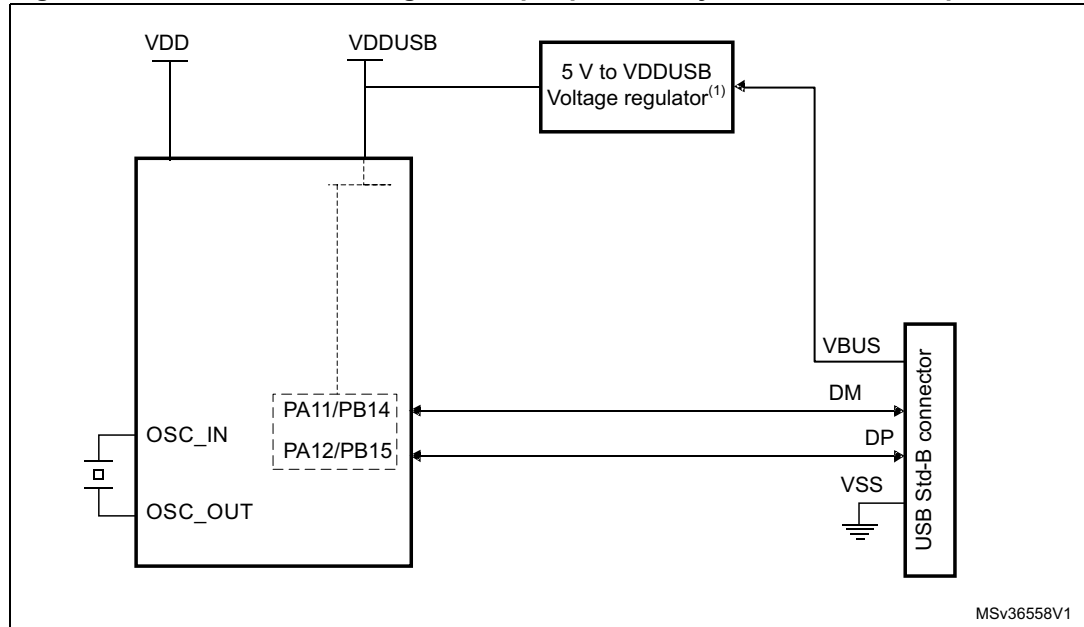 VDD
VDDUSB
5 V to VDDUSB
Voltage regulator(1)
VBUS
DM
PA11/PB14
OSC_IN
DP
PA12/PB15
VSS
OSC_OUT
USB Std-B connector
MSv36558V1